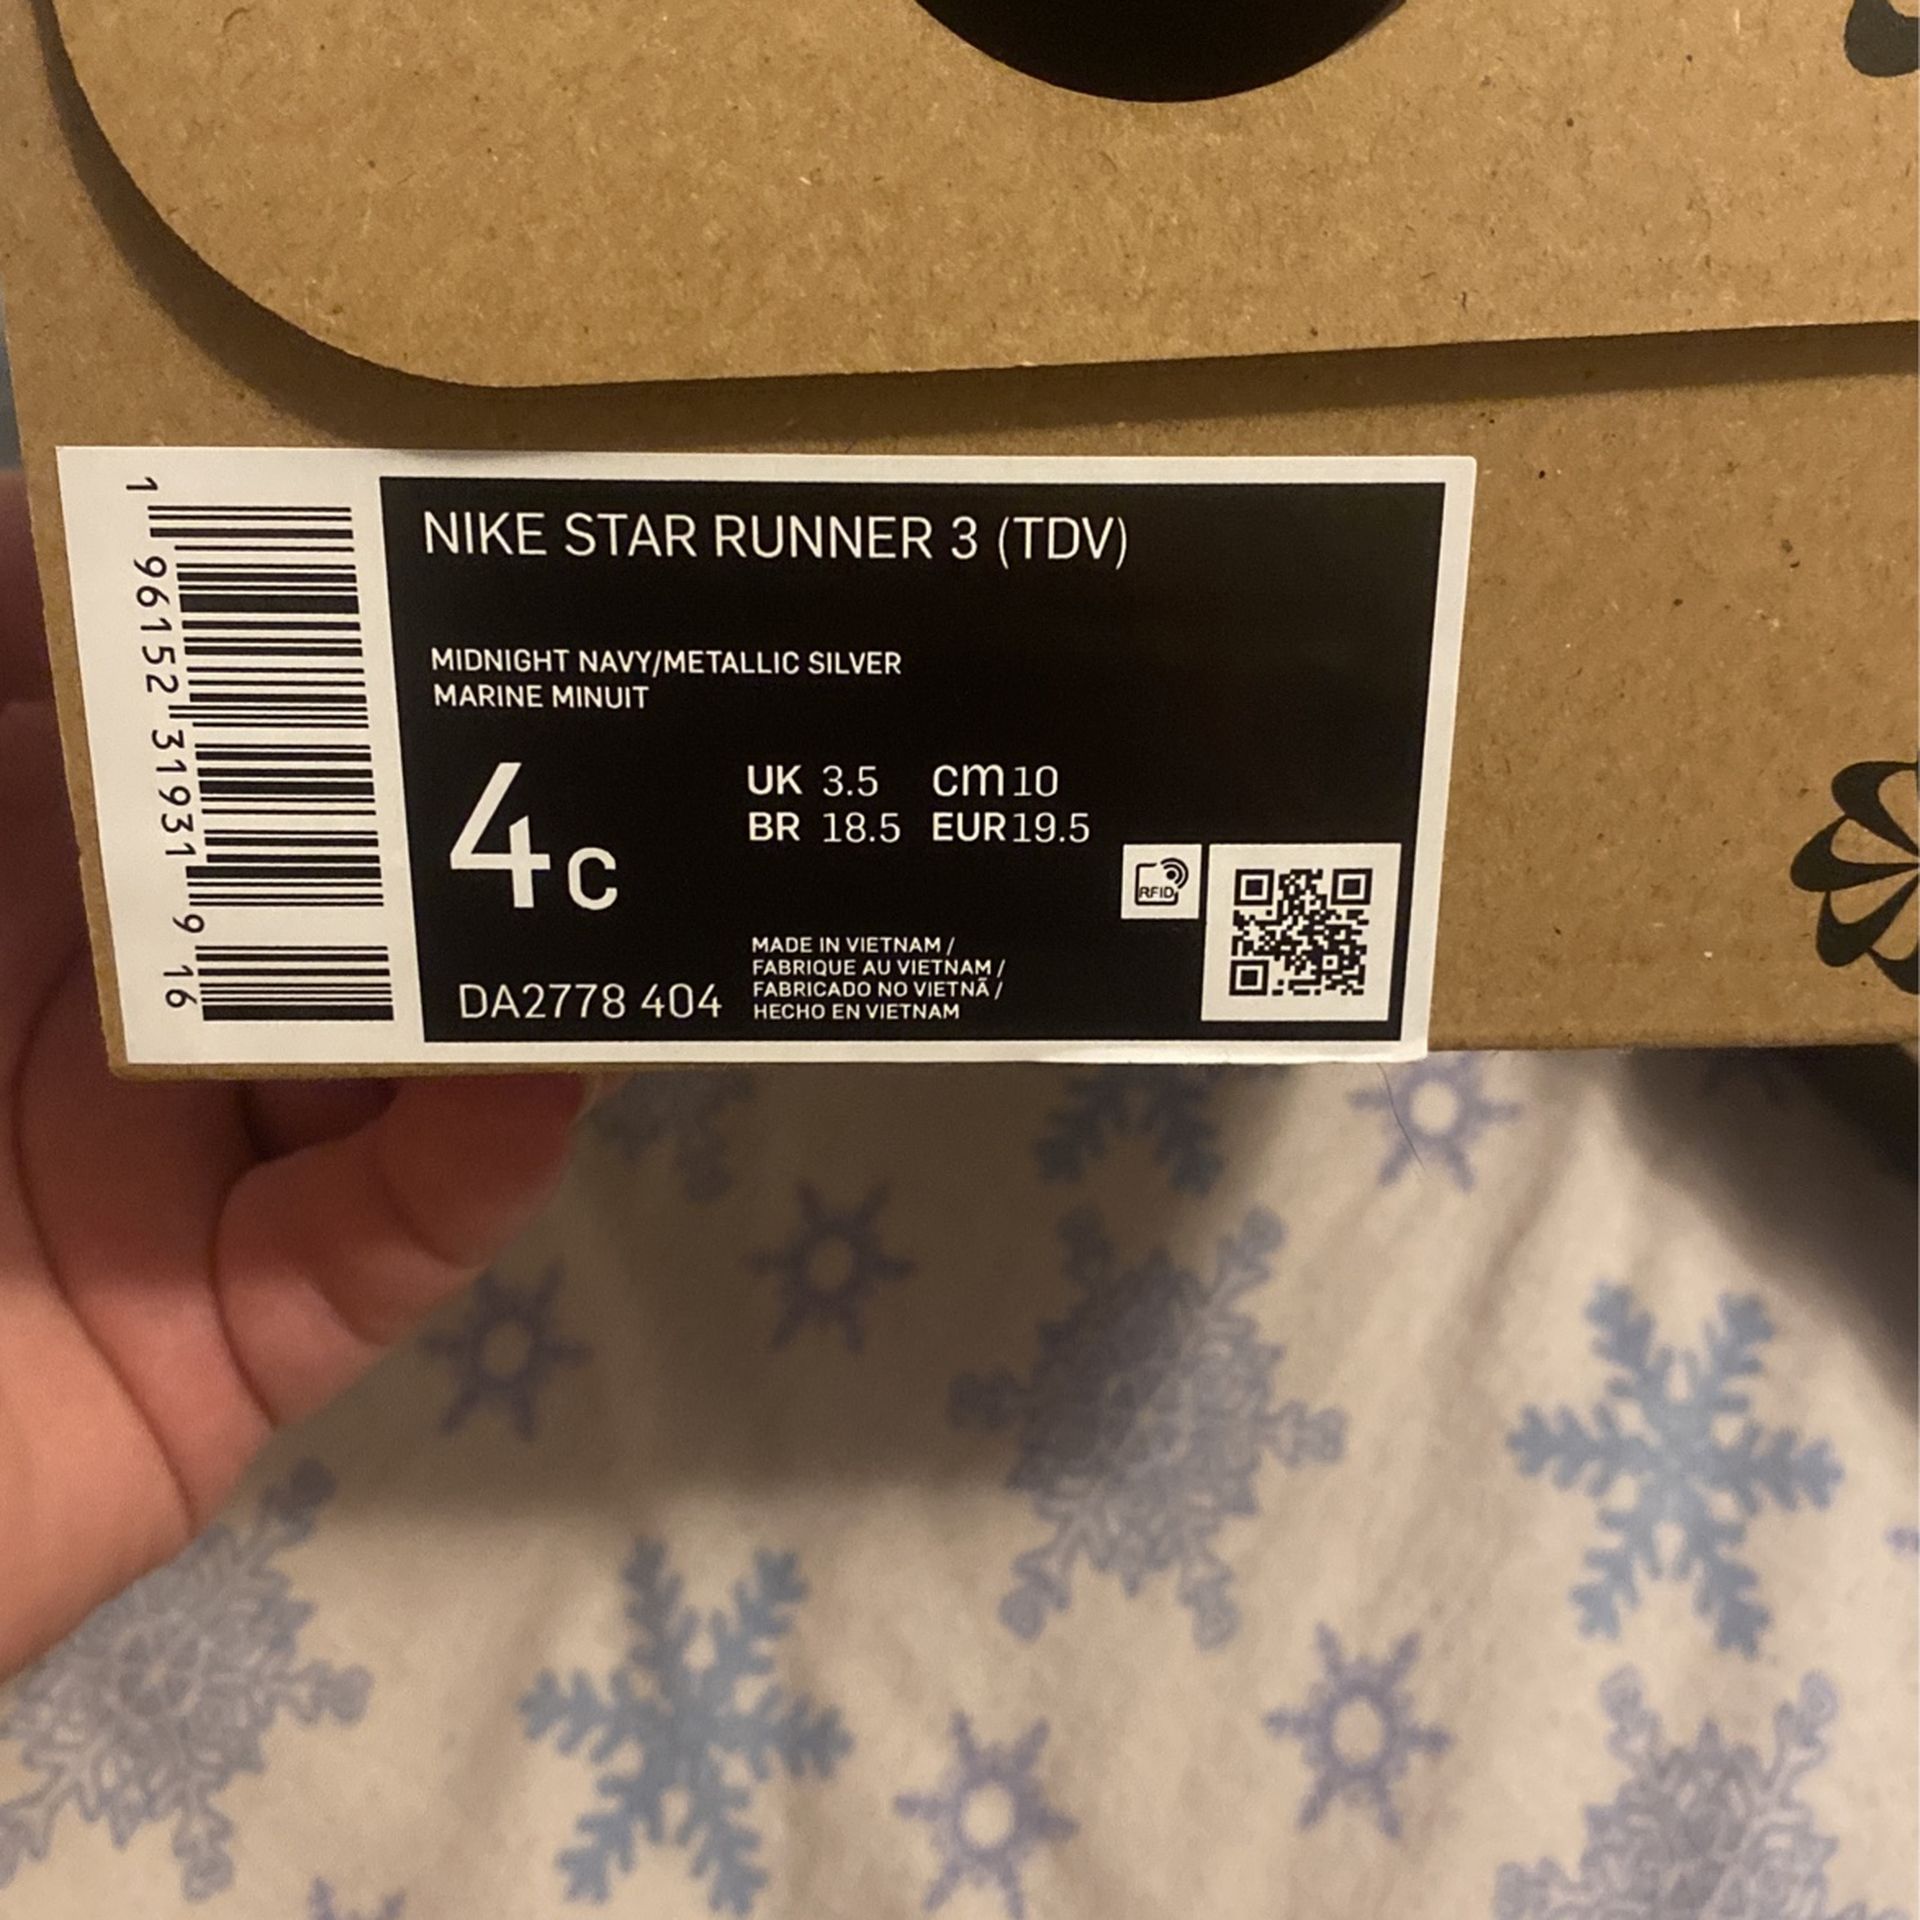 NIKE STAR RUNNER 3 (TDV)
MIDNIGHT NAVY/METALLIC SILVER
MARINE MINUIT
4C
UK 3.5 cm 10
BR 18.5 EUR 19.5
RFID
DA2778 404
MADE IN VIETNAM /
FABRIQUE AU VIETNAM /
FABRICADO NO VIETNÃ /
HECHO EN VIETNAM
1 96152 31931 9 16